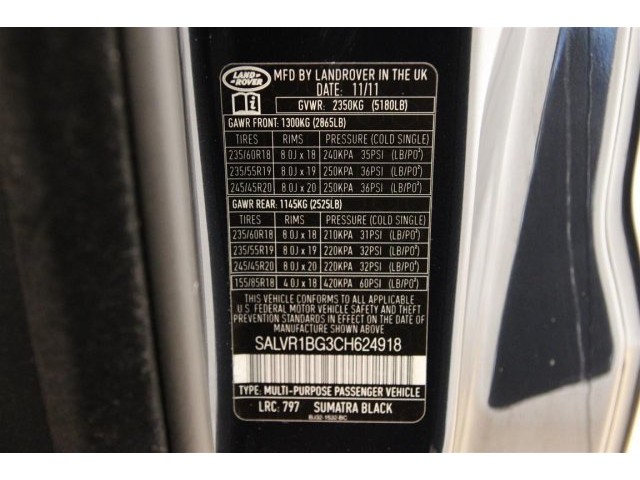 LAND-
-ROVER
MFD BY LANDROVER IN THE UK
DATE: 11/11
GVWR: 2350KG (5180LB)
GAWR FRONT: 1300KG (2865LB)
TIRES RIMS PRESSURE (COLD SINGLE)
235/60R18 8.0J x 18 240KPA 35PSI (LB/PO²)
235/55R19 8.0J x 19 250KPA 36PSI (LB/PO²)
245/45R20 8.0J x 20 250KPA 36PSI (LB/PO²)
GAWR REAR: 1145KG (2525LB)
TIRES RIMS PRESSURE (COLD SINGLE)
235/60R18 8.0J x 18 210KPA 31PSI (LB/PO²)
235/55R19 8.0J x 19 220KPA 32PSI (LB/PO²)
245/45R20 8.0J x 20 220KPA 32PSI (LB/PO²)
155/85R18 4.0J x 18 420KPA 60PSI (LB/PO²)
THIS VEHICLE CONFORMS TO ALL APPLICABLE
U.S FEDERAL MOTOR VEHICLE SAFETY AND THEFT
PREVENTION STANDARDS IN EFFECT ON THE DATE
OF MANUFACTURE SHOWN ABOVE
SALVR1BG3CH624918
TYPE: MULTI-PURPOSE PASSENGER VEHICLE
LRC: 797 SUMATRA BLACK
BJ32-1532-BC